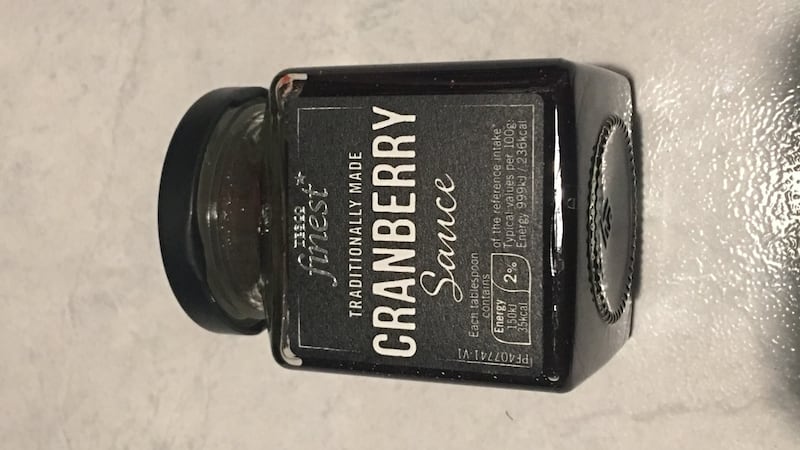 finest*
TRADITIONALLY MADE
CRANBERRY
Sauce
Each tablespoon
contains
Energy
150kJ
35kcal
2%
of the reference intake*
Typical values per 100g:
Energy 999kJ / 236kcal
PF407741-V1